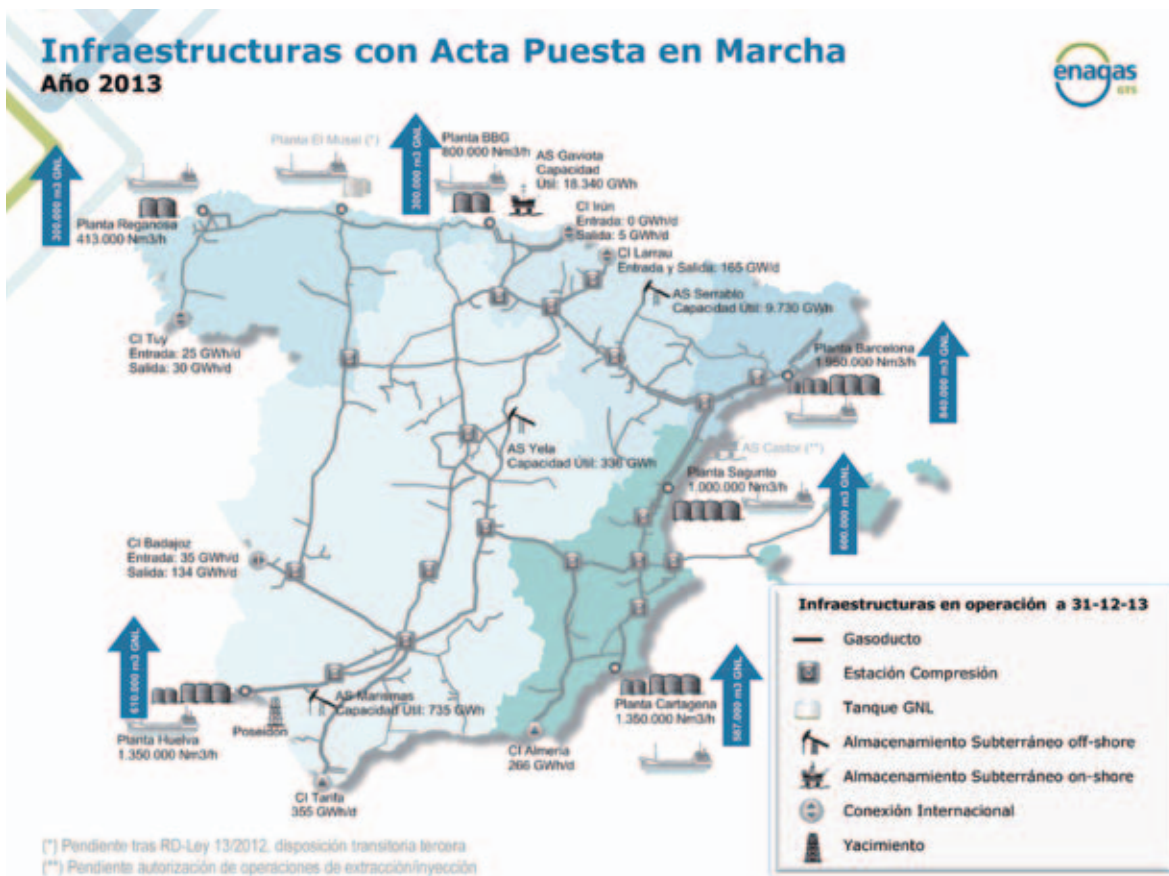 Infraestructuras con Acta Puesta en Marcha
Año 2013
enagas
GTS
300.000 m3 GNL
Planta Reganosa
413.000 Nm3/h
Planta El Musel (*)
300.000 m3 GNL
Planta BBG
800.000 Nm3/h
AS Gaviota
Capacidad
Útil: 18.340 GWh
CI Irún
Entrada: 0 GWh/d
Salida: 5 GWh/d
CI Larrau
Entrada y Salida: 165 GW/d
AS Serrablo
Capacidad Útil: 9.730 GWh
CI Tuy
Entrada: 25 GWh/d
Salida: 30 GWh/d
Planta Barcelona
1.950.000 Nm3/h
840.000 m3 GNL
AS Yela
Capacidad Útil: 336 GWh
AS Castor (**)
Planta Sagunto
1.000.000 Nm3/h
600.000 m3 GNL
CI Badajoz
Entrada: 35 GWh/d
Salida: 134 GWh/d
610.000 m3 GNL
Planta Huelva
1.350.000 Nm3/h
Poseidón
AS Marismas
Capacidad Útil: 735 GWh
CI Tarifa
355 GWh/d
CI Almería
266 GWh/d
Planta Cartagena
1.350.000 Nm3/h
587.000 m3 GNL
Infraestructuras en operación a 31-12-13
Gasoducto
Estación Compresión
Tanque GNL
Almacenamiento Subterráneo off-shore
Almacenamiento Subterráneo on-shore
Conexión Internacional
Yacimiento
(*) Pendiente tras RD-Ley 13/2012, disposición transitoria tercera
(**) Pendiente autorización de operaciones de extracción/inyección